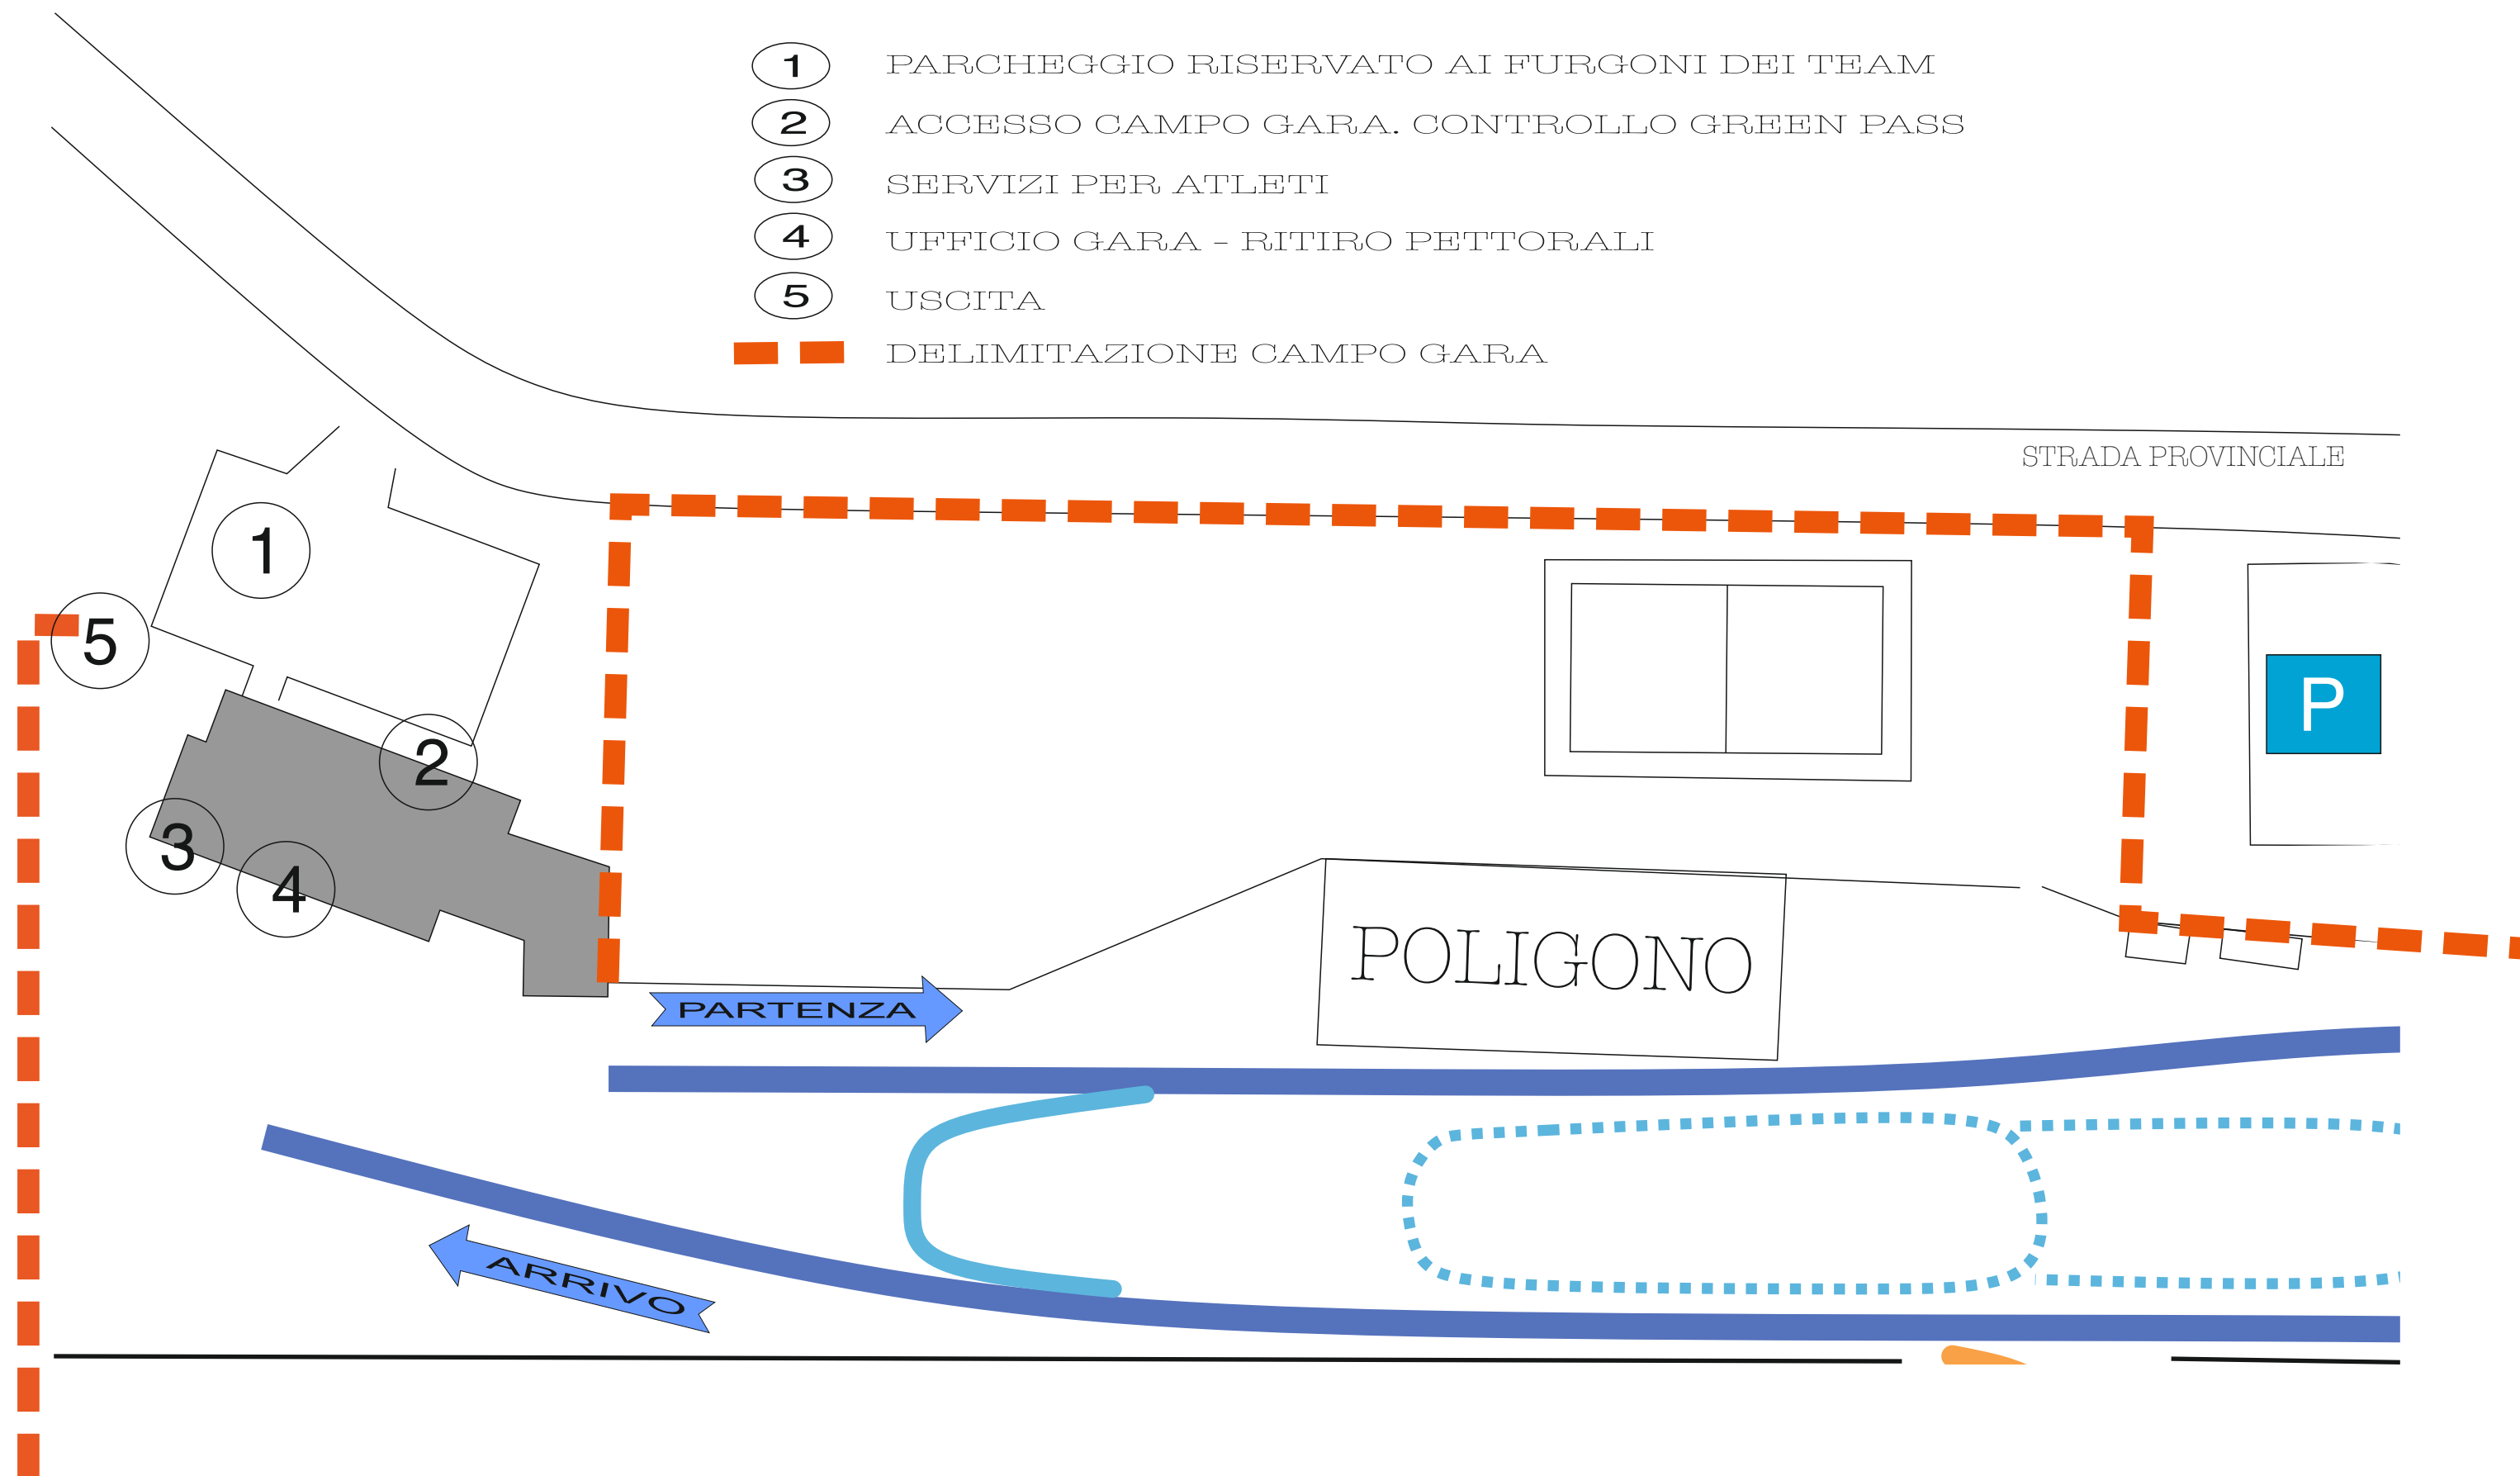 1 PARCHEGGIO RISERVATO AI FURGONI DEI TEAM
2 ACCESSO CAMPO GARA. CONTROLLO GREEN PASS
3 SERVIZI PER ATLETI
4 UFFICIO GARA - RITIRO PETTORALI
5 USCITA
DELIMITAZIONE CAMPO GARA
STRADA PROVINCIALE
1
5
P
2
3
4
POLIGONO
PARTENZA
ARRIVO